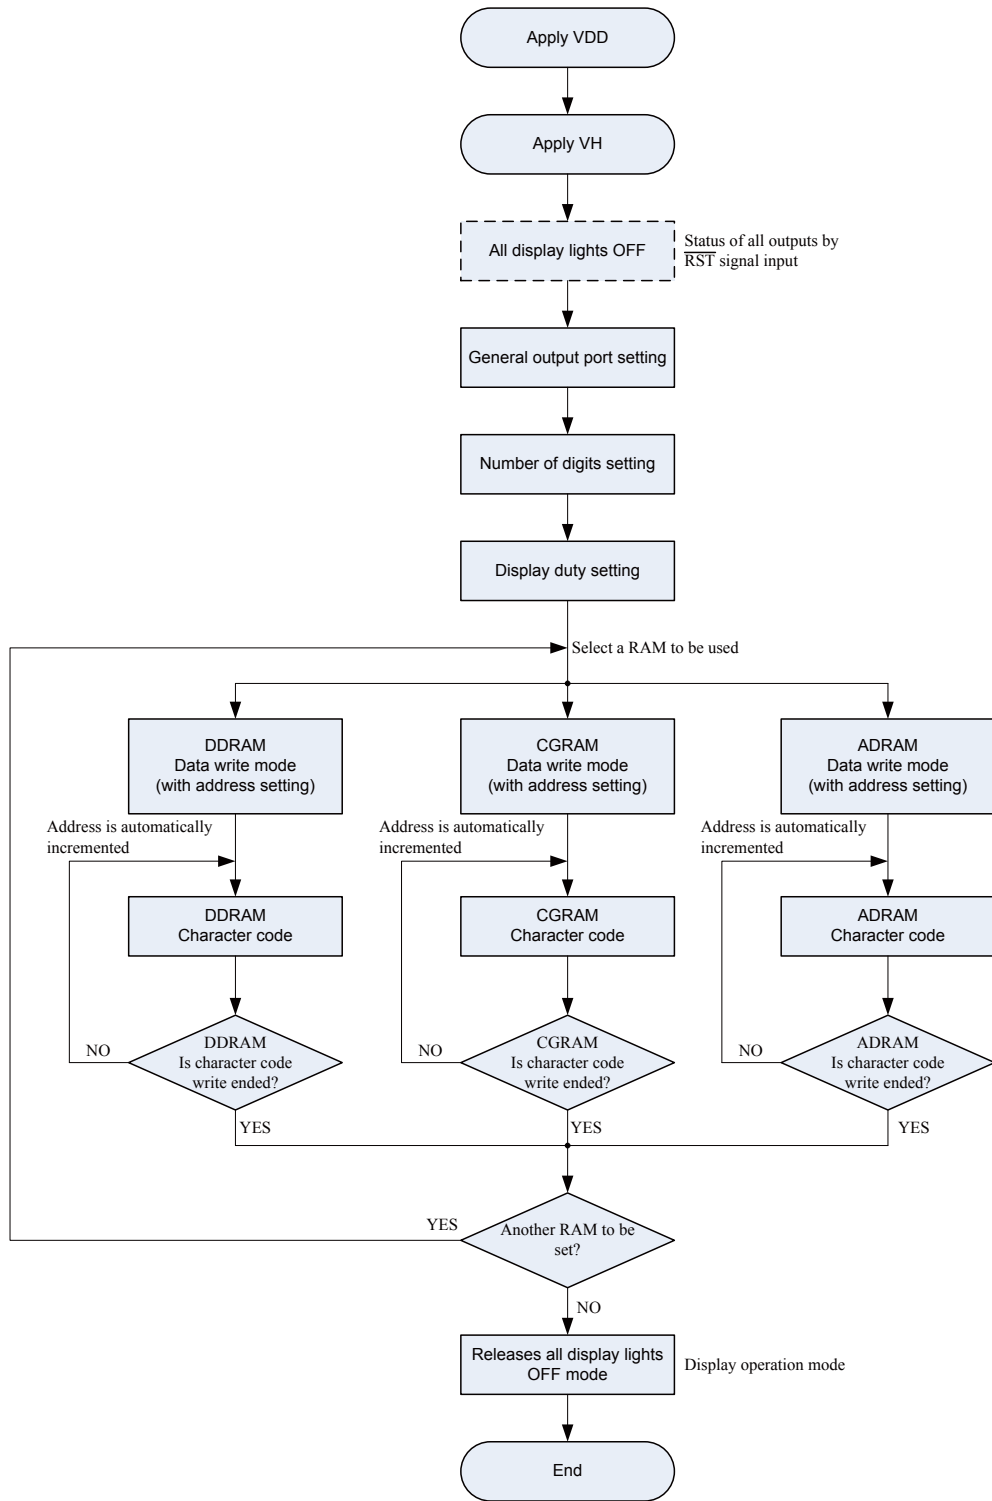 Apply VDD
Apply VH
All display lights OFF
Status of all outputs by
RST signal input
General output port setting
Number of digits setting
Display duty setting
Select a RAM to be used
DDRAM
Data write mode
(with address setting)
CGRAM
Data write mode
(with address setting)
ADRAM
Data write mode
(with address setting)
Address is automatically
incremented
Address is automatically
incremented
Address is automatically
incremented
DDRAM
Character code
CGRAM
Character code
ADRAM
Character code
NO
DDRAM
Is character code
write ended?
NO
CGRAM
Is character code
write ended?
NO
ADRAM
Is character code
write ended?
YES
YES
YES
YES
Another RAM to be
set?
NO
Releases all display lights
OFF mode
Display operation mode
End